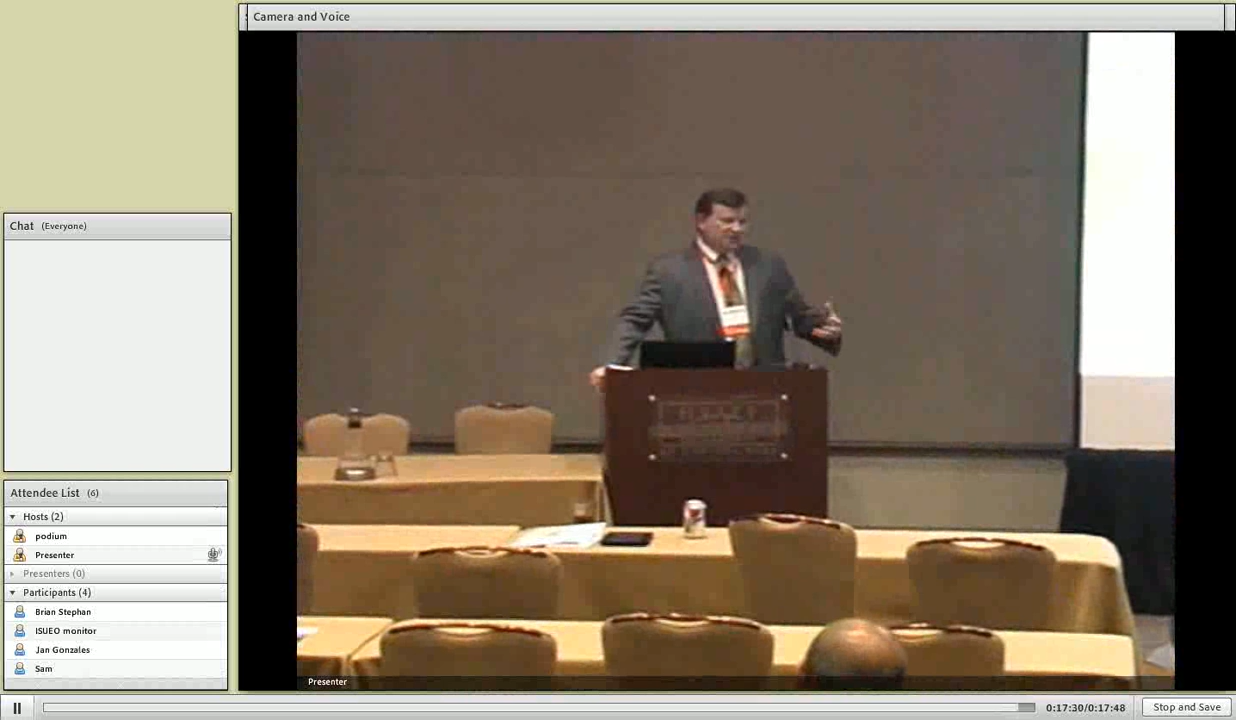 Camera and Voice
Chat (Everyone)
Attendee List (6)
Hosts (2)
podium
Presenter
Presenters (0)
Participants (4)
Brian Stephan
ISUEO monitor
Jan Gonzales
Sam
Presenter
0:17:30/0:17:48
Stop and Save